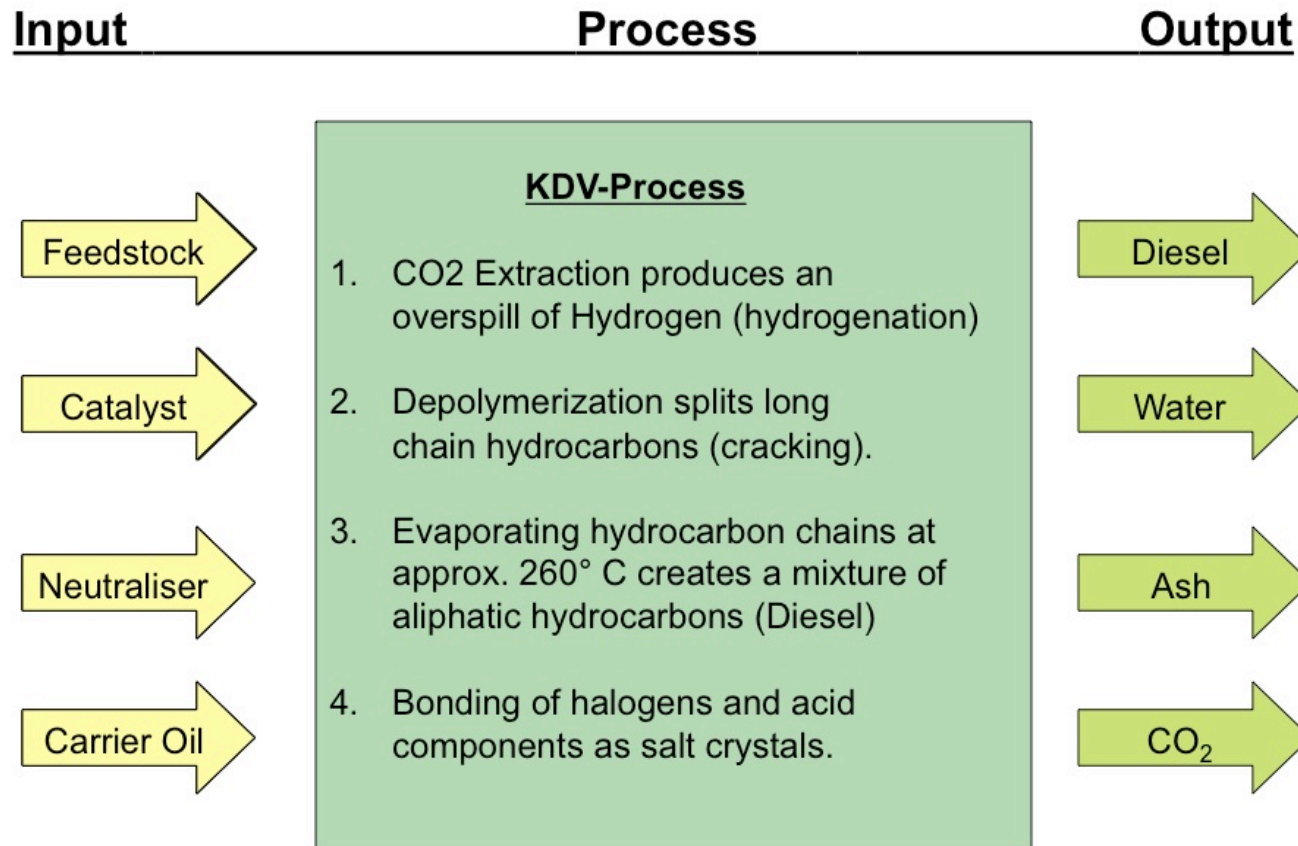 Input Process Output
KDV-Process
Feedstock
Catalyst
Neutraliser
Carrier Oil
1. CO2 Extraction produces an
overspill of Hydrogen (hydrogenation)
2. Depolymerization splits long
chain hydrocarbons (cracking).
3. Evaporating hydrocarbon chains at
approx. 260° C creates a mixture of
aliphatic hydrocarbons (Diesel)
4. Bonding of halogens and acid
components as salt crystals.
Diesel
Water
Ash
CO₂